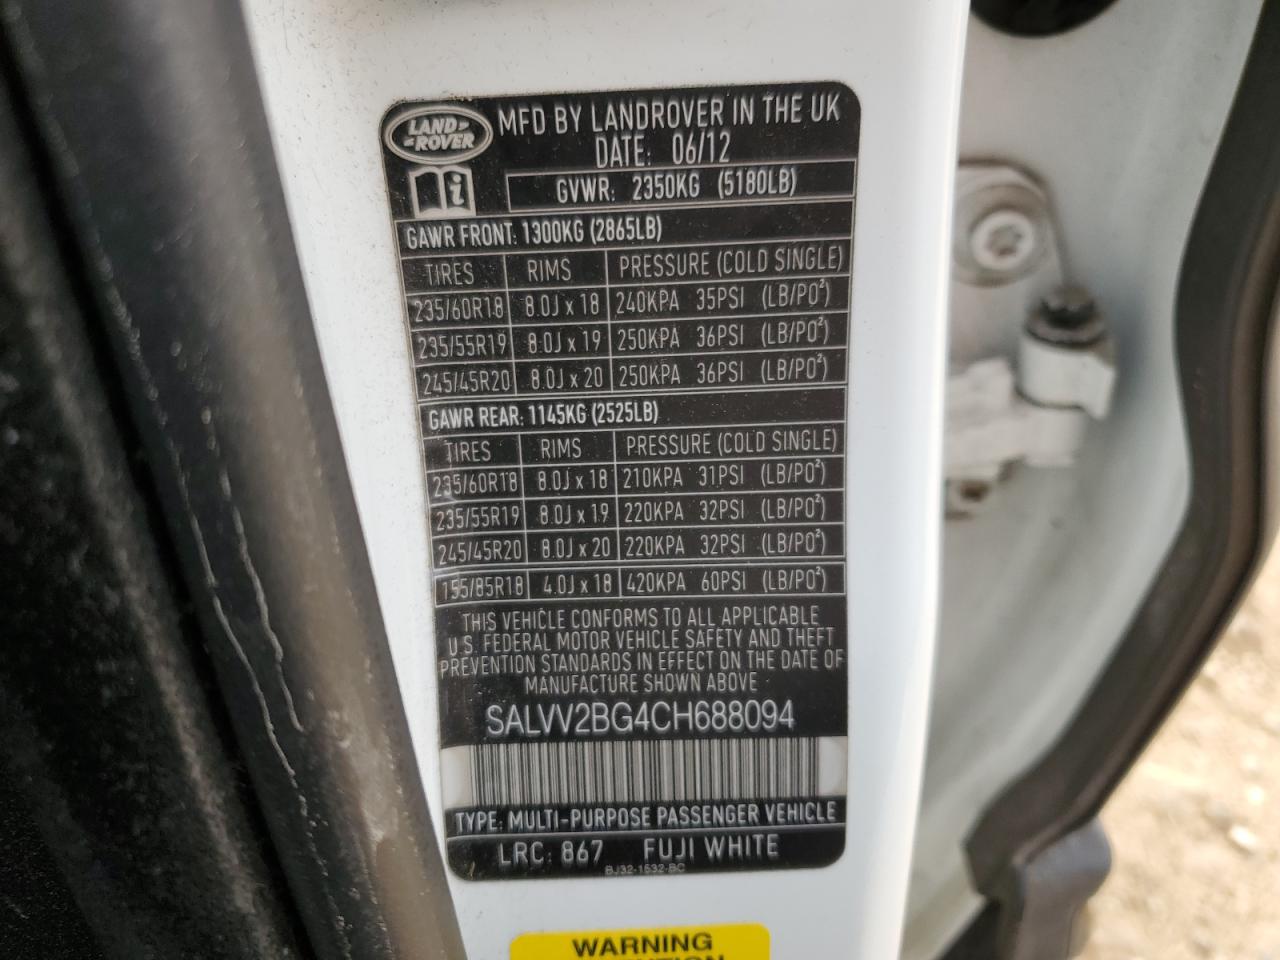 LAND ROVER
MFD BY LANDROVER IN THE UK
DATE: 06/12
GVWR: 2350KG (5180LB)
GAWR FRONT: 1300KG (2865LB)
TIRES RIMS PRESSURE (COLD SINGLE)
235/60R18 8.0J x 18 240KPA 35PSI (LB/PO²)
235/55R19 8.0J x 19 250KPA 36PSI (LB/PO²)
245/45R20 8.0J x 20 250KPA 36PSI (LB/PO²)
GAWR REAR: 1145KG (2525LB)
TIRES RIMS PRESSURE (COLD SINGLE)
235/60R18 8.0J x 18 210KPA 31PSI (LB/PO²)
235/55R19 8.0J x 19 220KPA 32PSI (LB/PO²)
245/45R20 8.0J x 20 220KPA 32PSI (LB/PO²)
155/85R18 4.0J x 18 420KPA 60PSI (LB/PO²)
THIS VEHICLE CONFORMS TO ALL APPLICABLE
U.S. FEDERAL MOTOR VEHICLE SAFETY AND THEFT
PREVENTION STANDARDS IN EFFECT ON THE DATE OF
MANUFACTURE SHOWN ABOVE
SALVV2BG4CH688094
TYPE: MULTI-PURPOSE PASSENGER VEHICLE
LRC: 867 FUJI WHITE
BJ32-1532-BC
WARNING